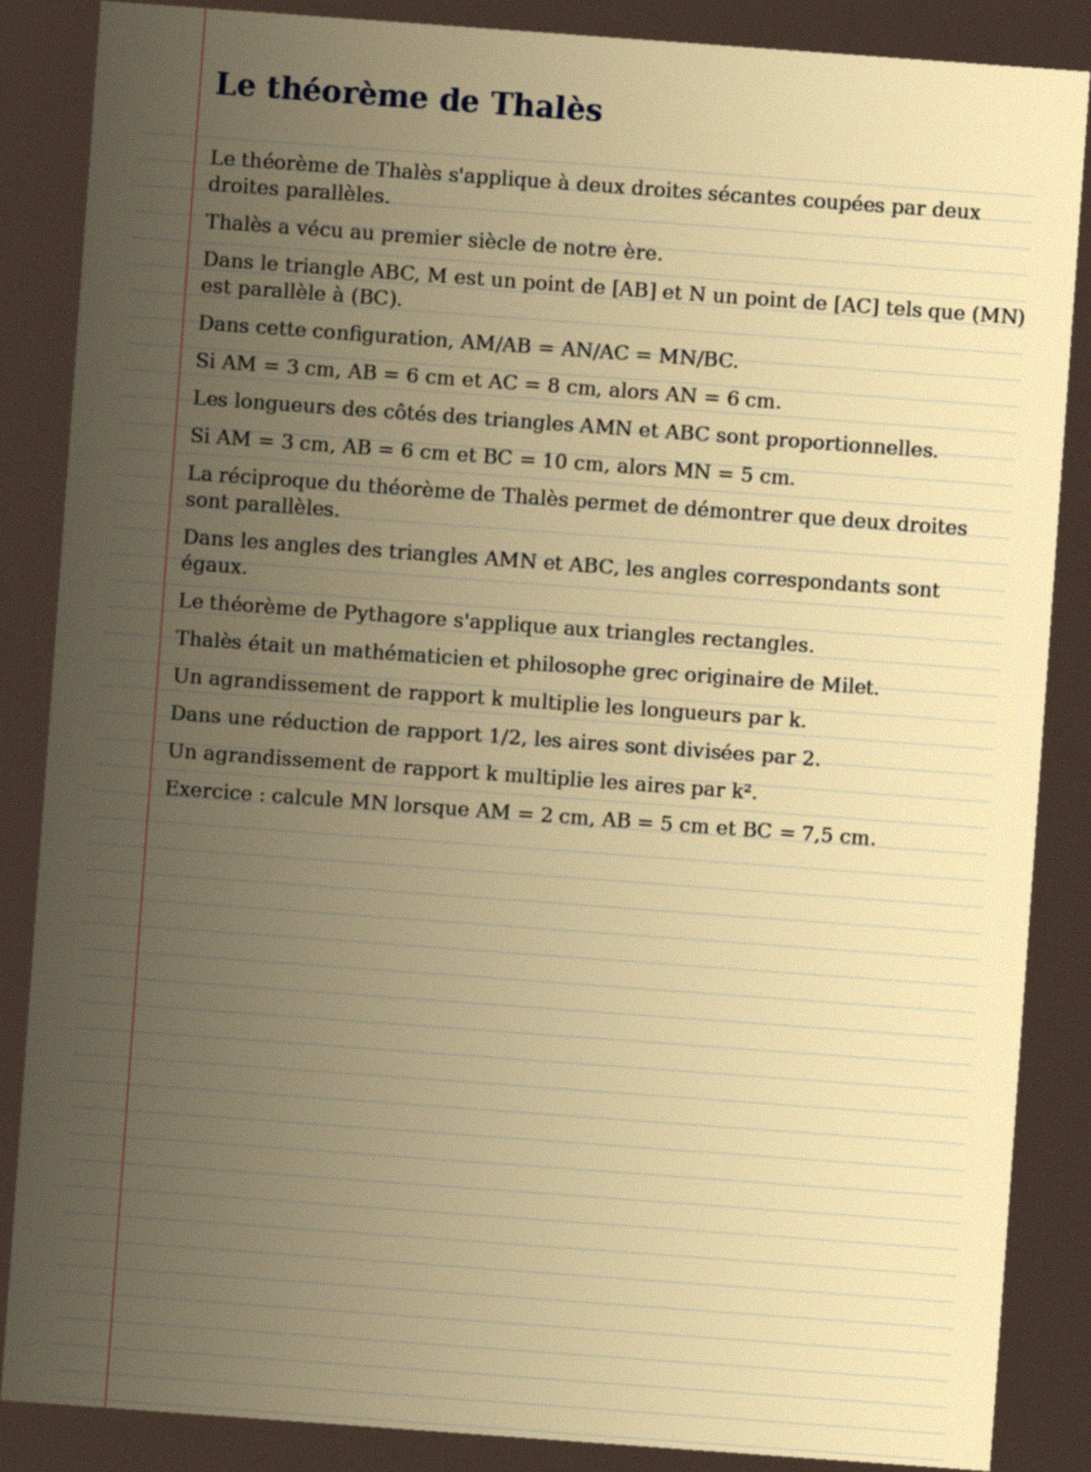 Le théorème de Thalès
Le théorème de Thalès s'applique à deux droites sécantes coupées par deux
droites parallèles.
Thalès a vécu au premier siècle de notre ère.
Dans le triangle ABC, M est un point de [AB] et N un point de [AC] tels que (MN)
est parallèle à (BC).
Dans cette configuration, AM/AB = AN/AC = MN/BC.
Si AM = 3 cm, AB = 6 cm et AC = 8 cm, alors AN = 6 cm.
Les longueurs des côtés des triangles AMN et ABC sont proportionnelles.
Si AM = 3 cm, AB = 6 cm et BC = 10 cm, alors MN = 5 cm.
La réciproque du théorème de Thalès permet de démontrer que deux droites
sont parallèles.
Dans les angles des triangles AMN et ABC, les angles correspondants sont
égaux.
Le théorème de Pythagore s'applique aux triangles rectangles.
Thalès était un mathématicien et philosophe grec originaire de Milet.
Un agrandissement de rapport k multiplie les longueurs par k.
Dans une réduction de rapport 1/2, les aires sont divisées par 2.
Un agrandissement de rapport k multiplie les aires par k².
Exercice : calcule MN lorsque AM = 2 cm, AB = 5 cm et BC = 7,5 cm.